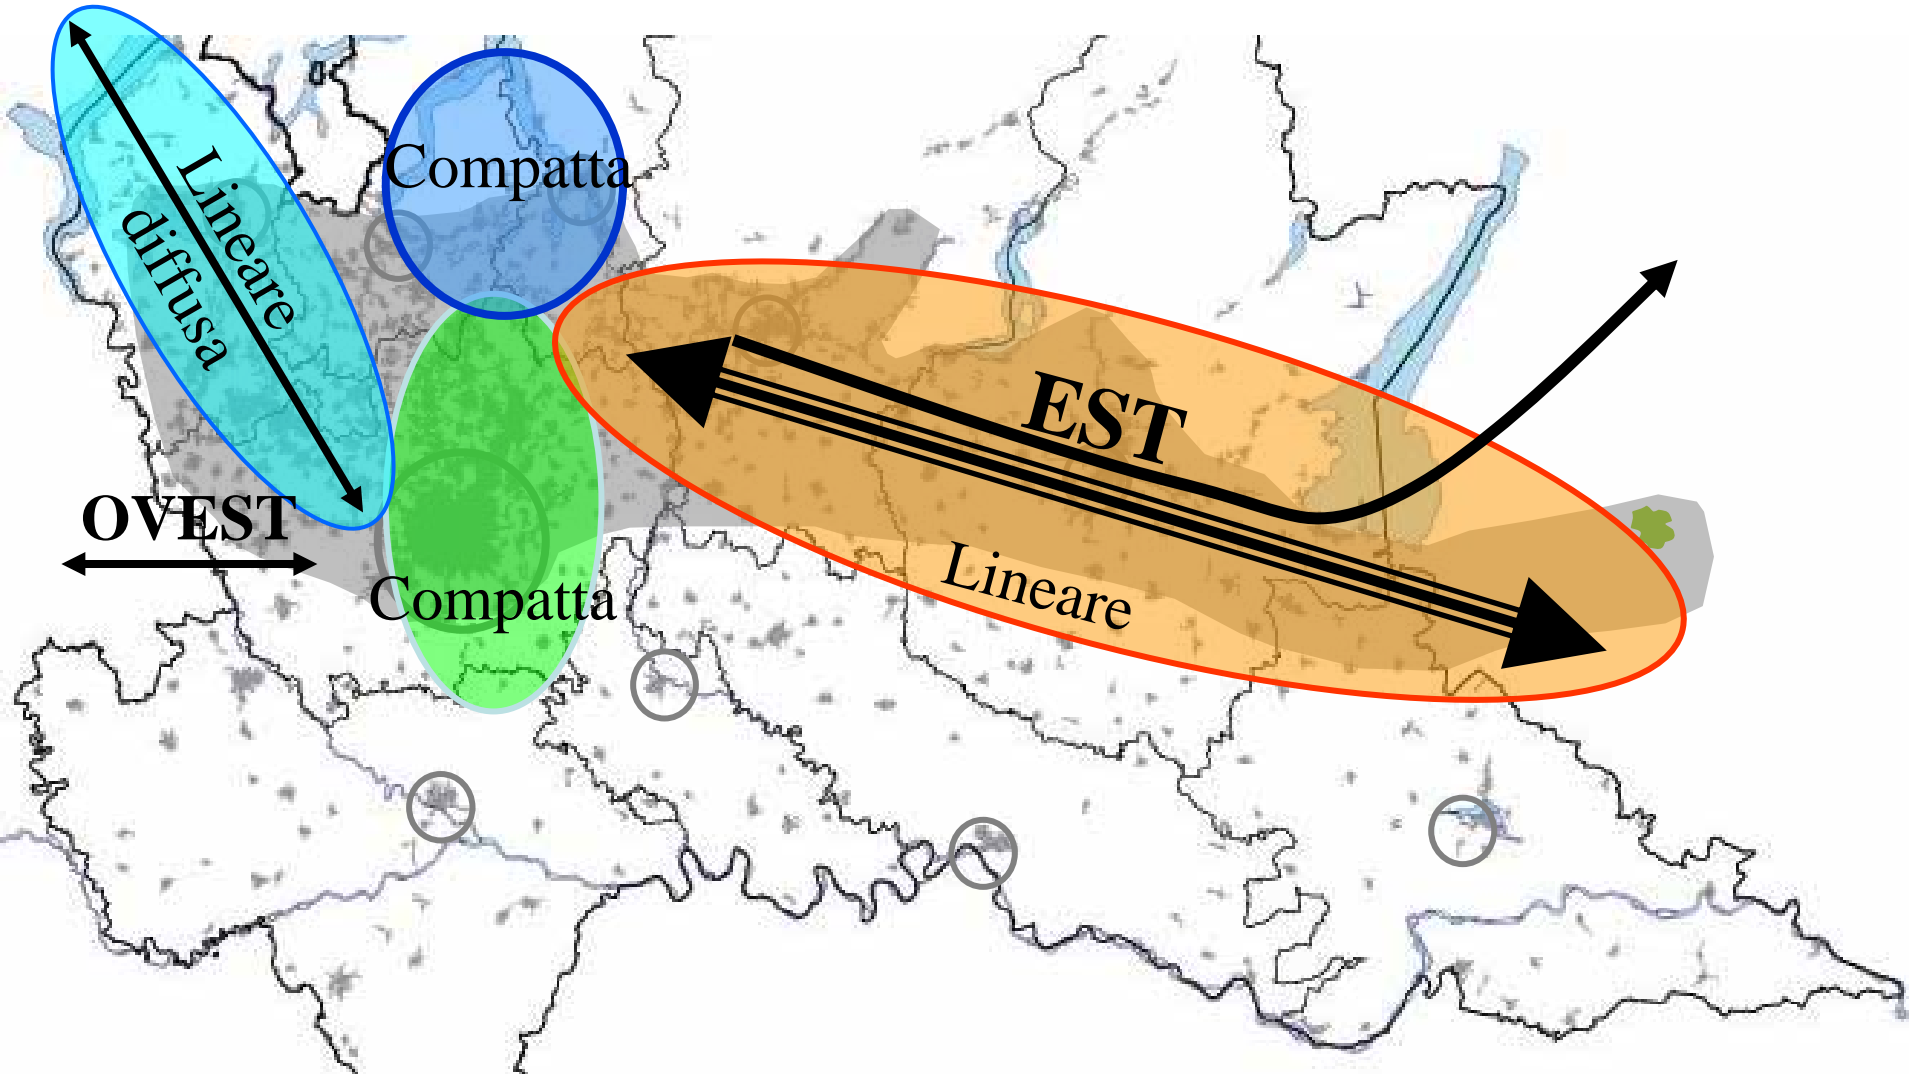 Compatta
Lineare
diffusa
EST
OVEST
Lineare
Compatta